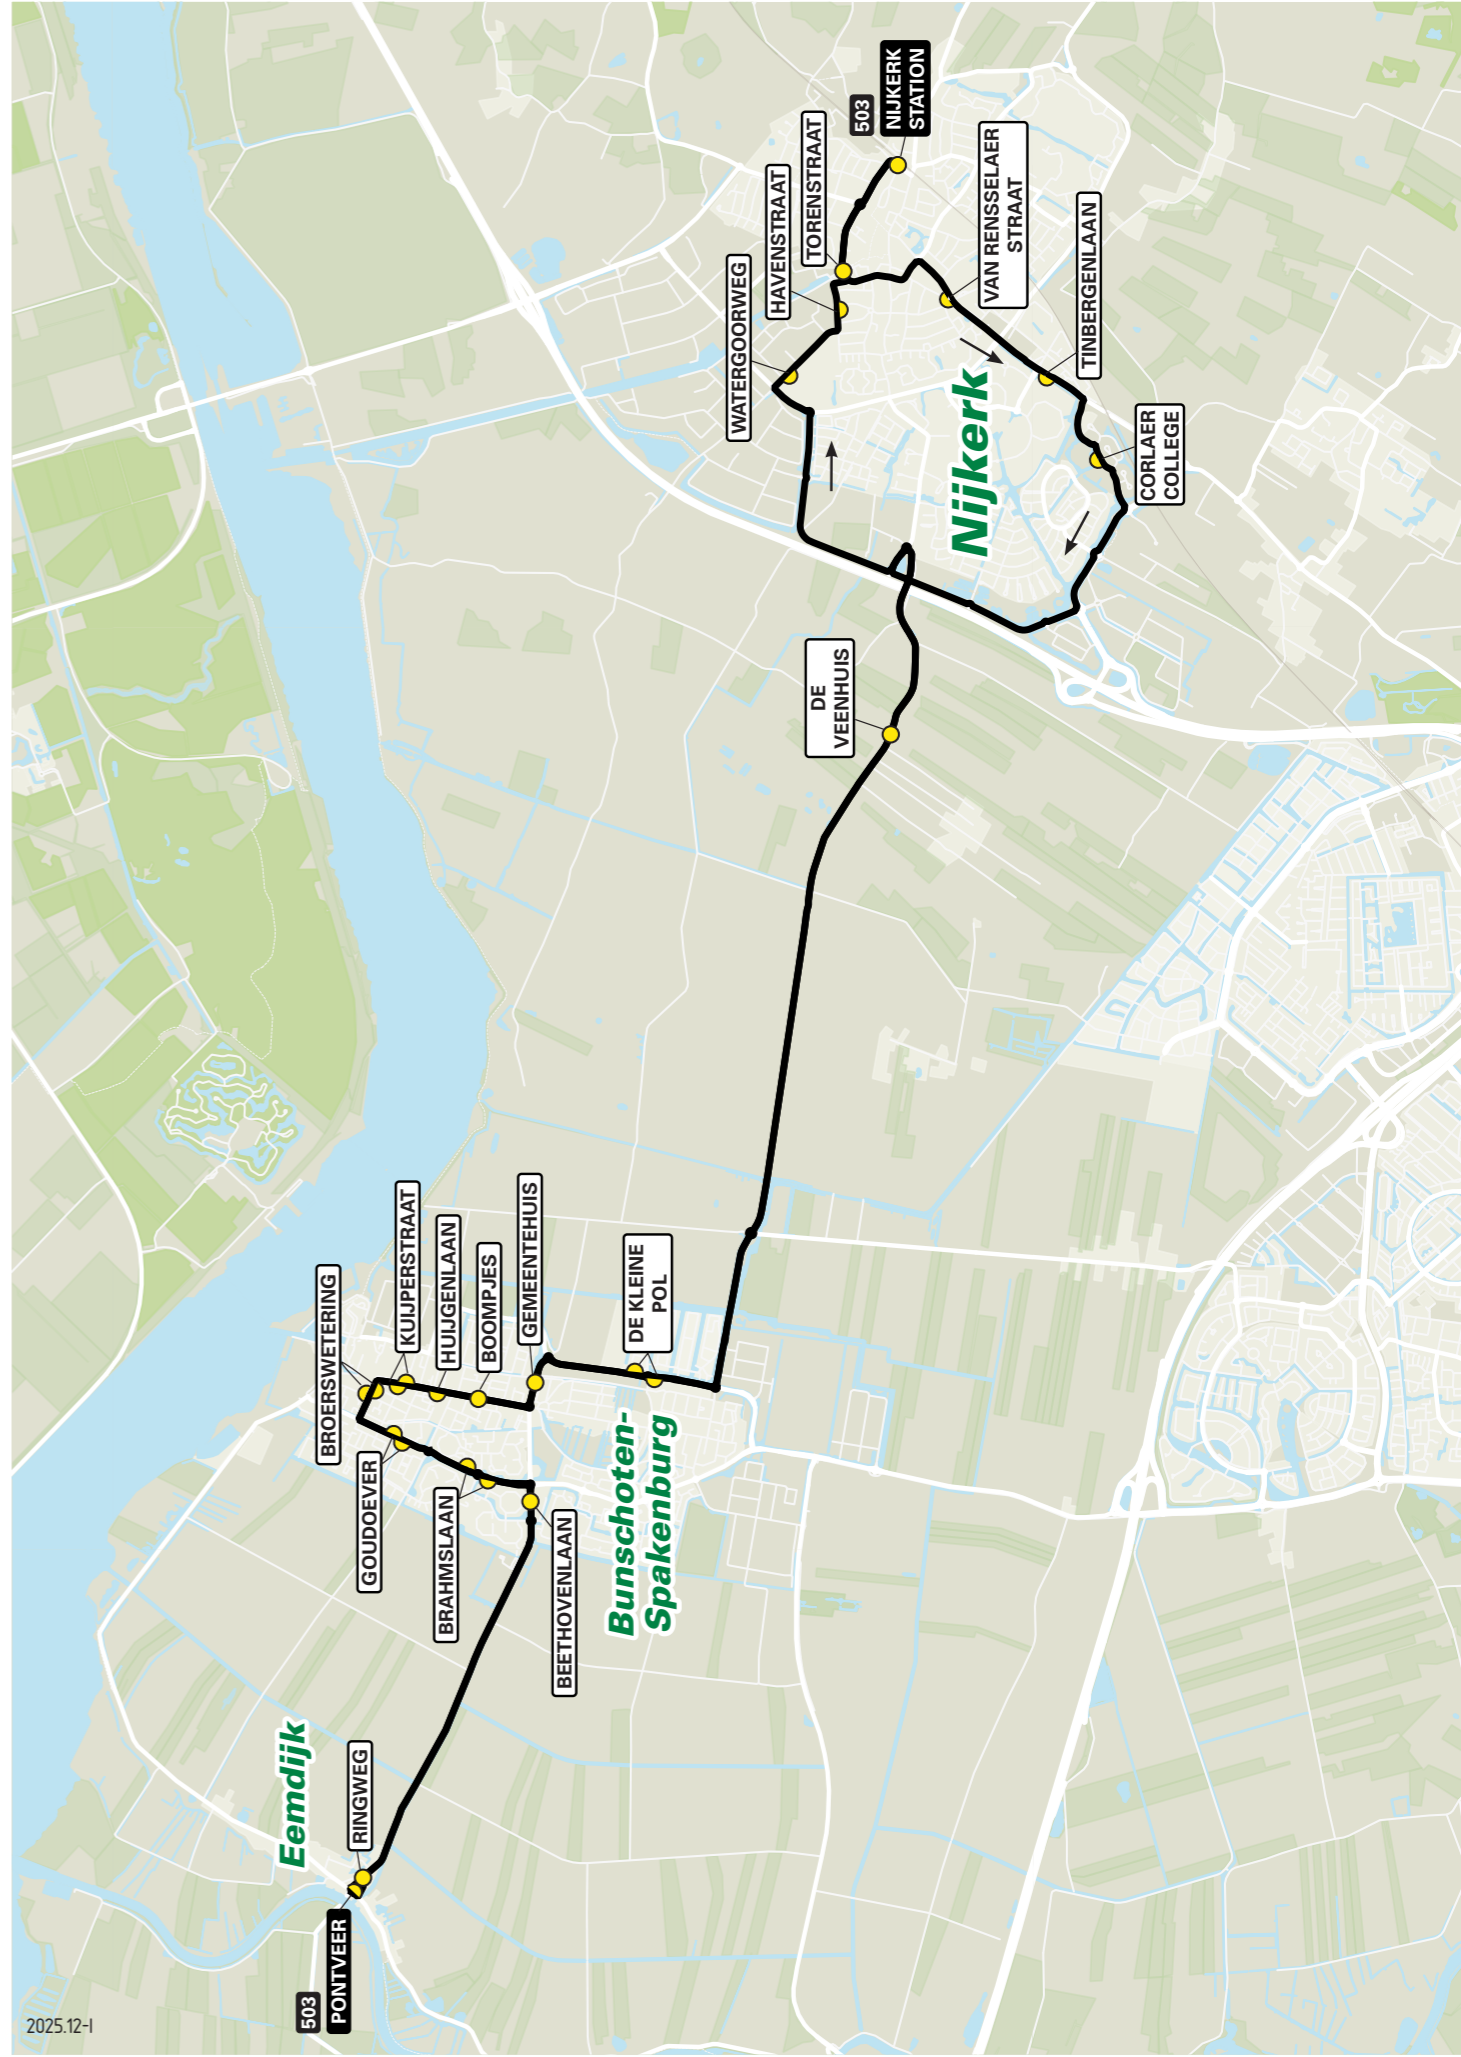 503
PONTVEER
RINGWEG
Eemdijk
BEETHOVENLAAN
BRAHMSLAAN
GOUDOEVER
BROERSWETERING
KUIJPERSTRAAT
HUIJGENLAAN
BOOMPJES
GEMEENTEHUIS
DE KLEINE
POL
Bunschoten-
Spakenburg
DE
VEENHUIS
WATERGOORWEG
HAVENSTRAAT
TORENSTRAAT
503
NIJKERK
STATION
VAN RENSSELAER
STRAAT
TINBERGENLAAN
CORLAER
COLLEGE
Nijkerk
2025.12-I